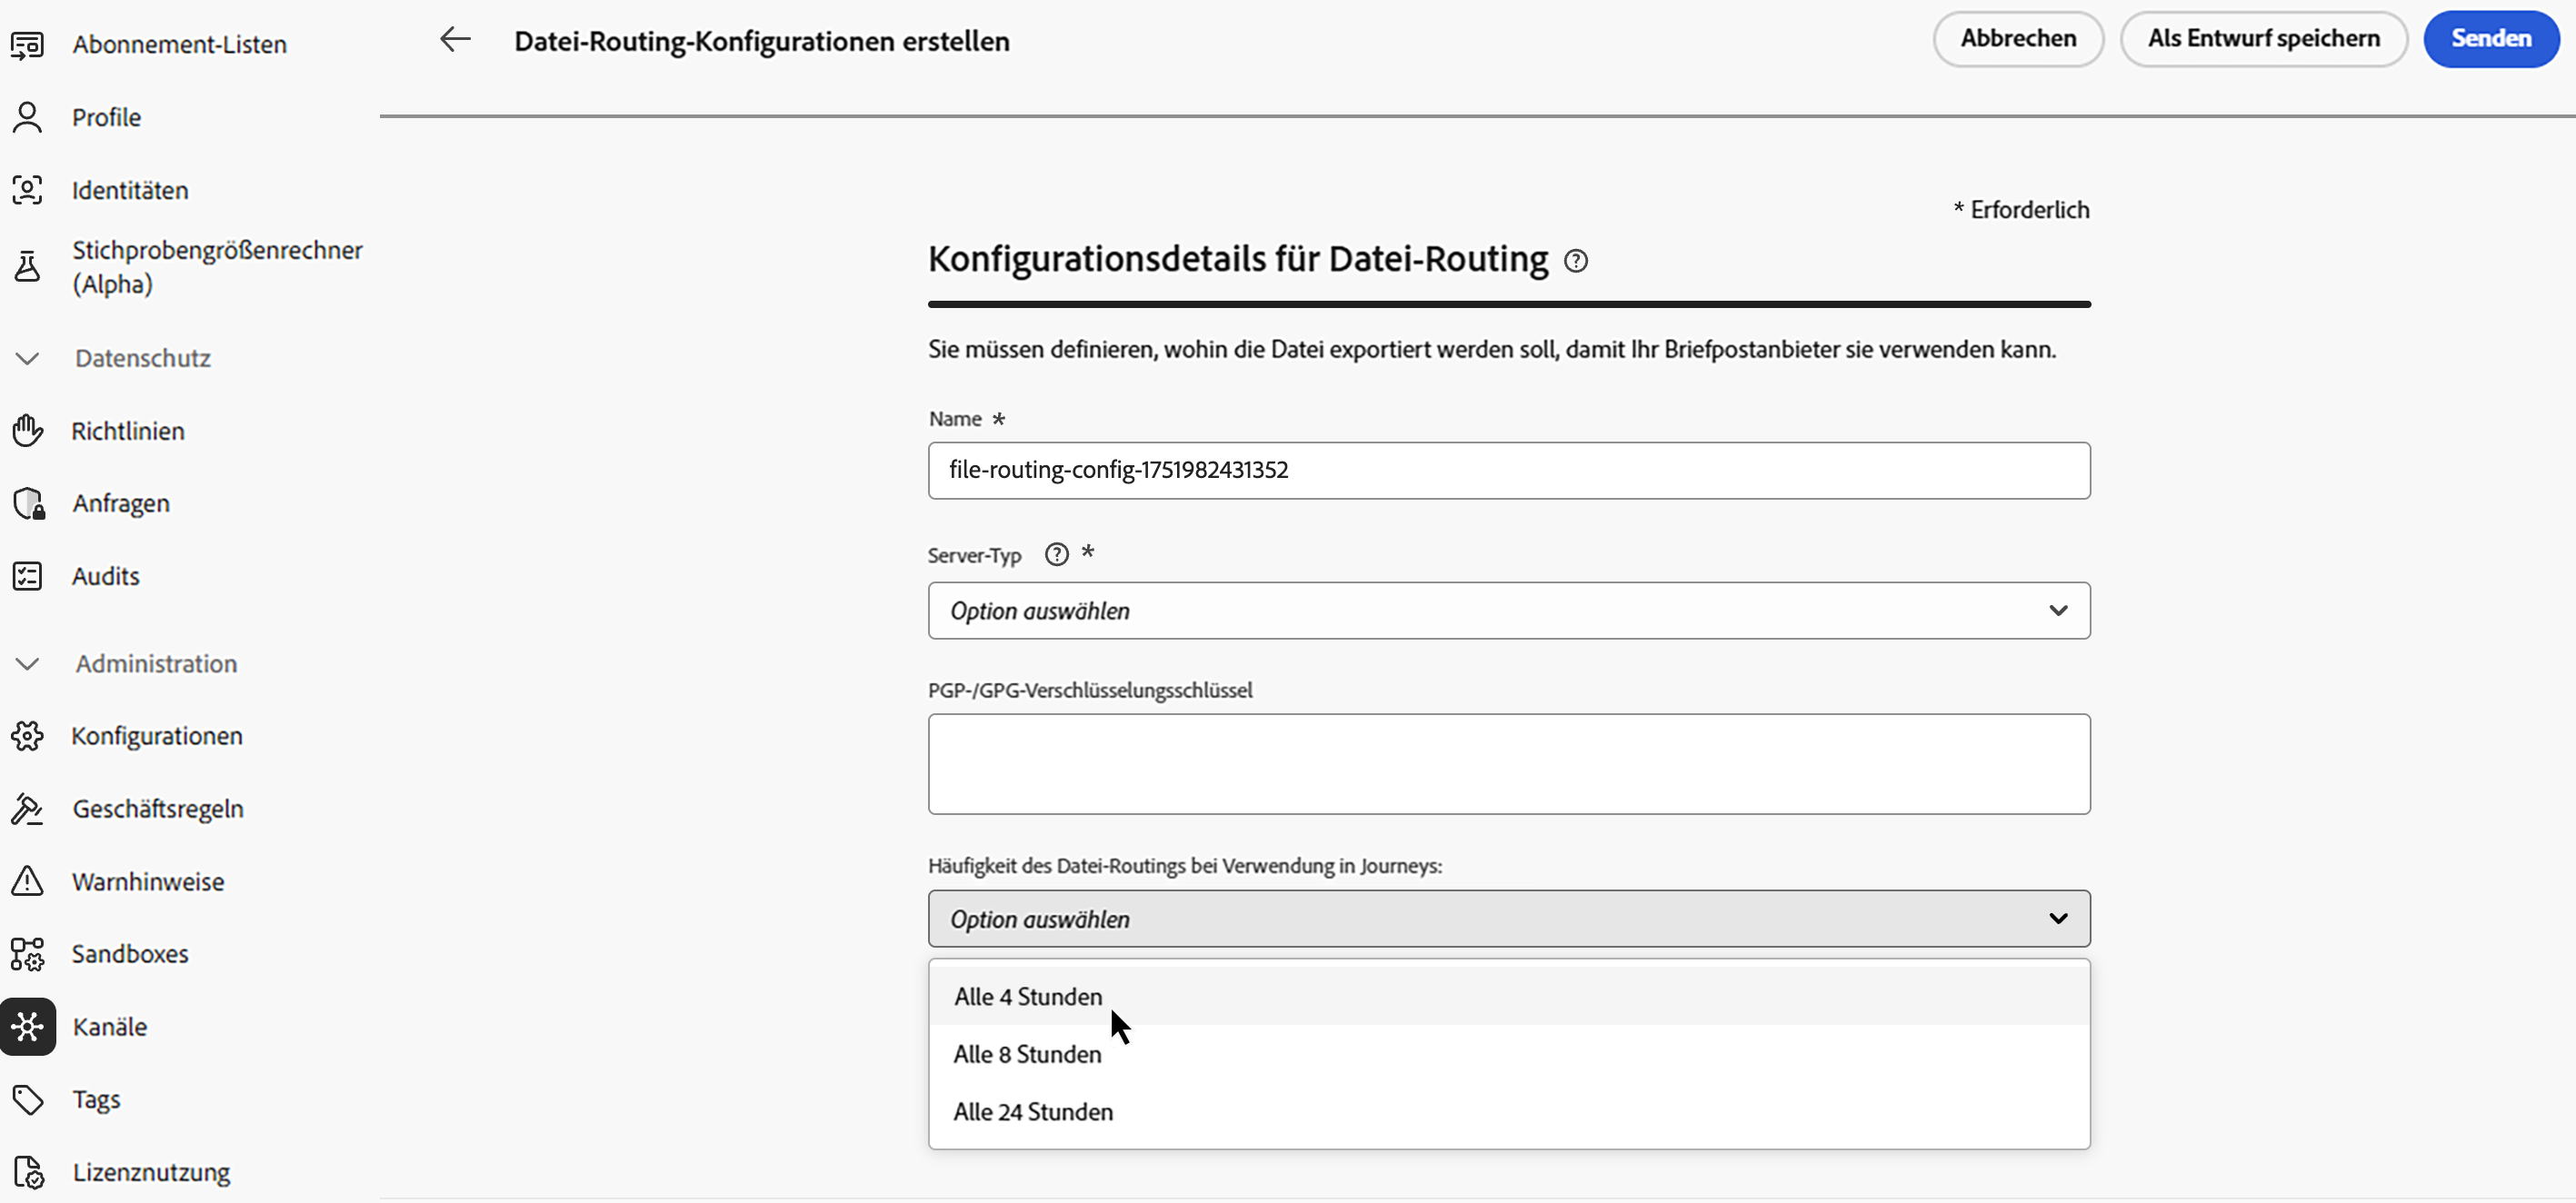 Abonnement-Listen
Profile
Identitäten
Stichprobengrößenrechner
(Alpha)
Datenschutz
Richtlinien
Anfragen
Audits
Administration
Konfigurationen
Geschäftsregeln
Warnhinweise
Sandboxes
Kanäle
Tags
Lizenznutzung
Datei-Routing-Konfigurationen erstellen
Abbrechen
Als Entwurf speichern
Senden
* Erforderlich
Konfigurationsdetails für Datei-Routing
Sie müssen definieren, wohin die Datei exportiert werden soll, damit Ihr Briefpostanbieter sie verwenden kann.
Name *
file-routing-config-1751982431352
Server-Typ *
Option auswählen
PGP-/GPG-Verschlüsselungsschlüssel
Häufigkeit des Datei-Routings bei Verwendung in Journeys:
Option auswählen
Alle 4 Stunden
Alle 8 Stunden
Alle 24 Stunden